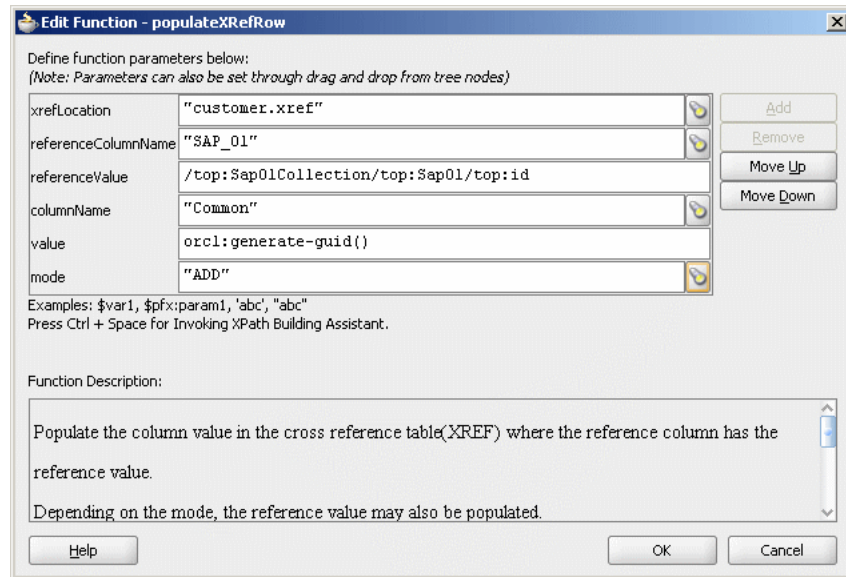 Edit Function - populateXRefRow
Define function parameters below:
(Note: Parameters can also be set through drag and drop from tree nodes)
xrefLocation "customer.xref" Add
referenceColumnName "SAP_01" Remove
referenceValue /top:Sap01Collection/top:Sap01/top:id Move Up
columnName "Common" Move Down
value orcl:generate-guid()
mode "ADD"
Examples: $var1, $pfx:param1, 'abc', "abc"
Press Ctrl + Space for Invoking XPath Building Assistant.
Function Description:
Populate the column value in the cross reference table(XREF) where the reference column has the
reference value.
Depending on the mode, the reference value may also be populated.
Help OK Cancel